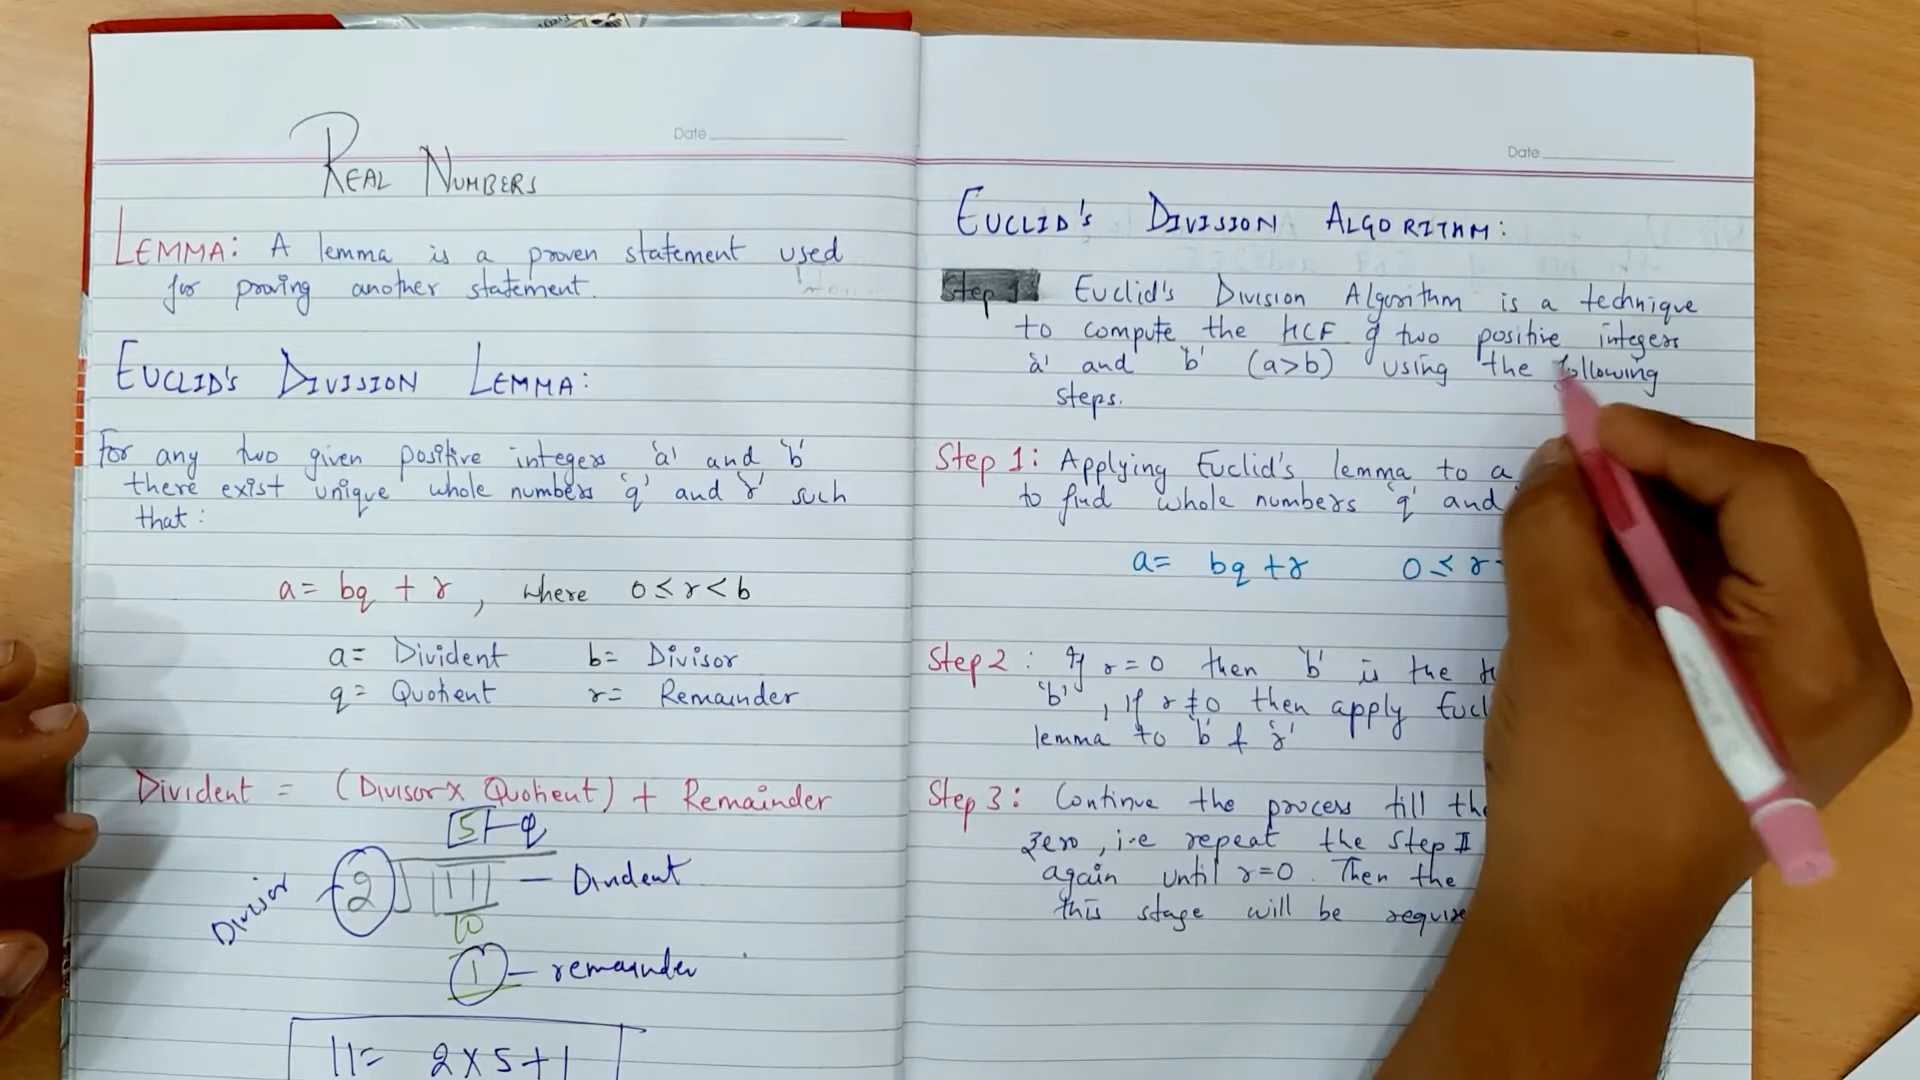 Date
REAL NUMBERS
LEMMA: A lemma is a proven statement used
for proving another statement.
EUCLID'S DIVISION LEMMA:
For any two given positive integers 'a' and 'b'
there exist unique whole numbers 'q' and 'r' such
that:
a = bq + r, where 0 ≤ r < b
a = Divident b = Divisor
q = Quotient r = Remainder
Divident = (Divisor × Quotient) + Remainder
5 - q
Divisor - 2 11 - Divident
10
1 - remainder
11 = 2 × 5 + 1
Date
EUCLID'S DIVISION ALGORITHM:
Step 1: Euclid's Division Algorithm is a technique
to compute the HCF of two positive integers
'a' and 'b' (a>b) using the following
steps.
Step 1: Applying Euclid's lemma to a
to find whole numbers 'q' and
a = bq + r 0 ≤ r
Step 2: If r = 0 then 'b' is the
'b', If r ≠ 0 then apply Eucl
lemma to 'b' & 'r'
Step 3: Continue the process till the
zero, i.e repeat the Step II
again until r=0. Then the
this stage will be require